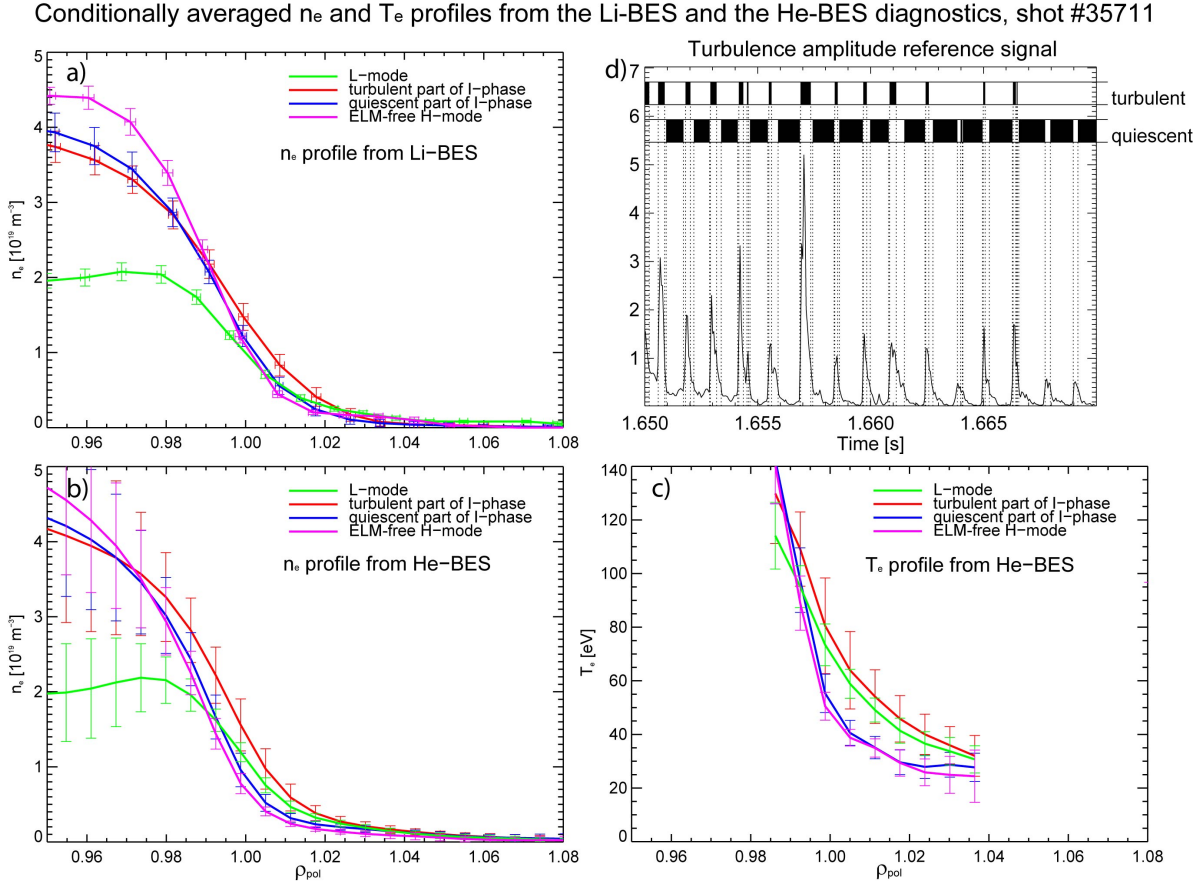 Conditionally averaged nₑ and Tₑ profiles from the Li-BES and the He-BES diagnostics, shot #35711
a)
L-mode
turbulent part of I-phase
quiescent part of I-phase
ELM-free H-mode
nₑ profile from Li-BES
nₑ [10¹⁹ m⁻³]
5
4
3
2
1
0
0.96 0.98 1.00 1.02 1.04 1.06 1.08
Turbulence amplitude reference signal
d)
turbulent
quiescent
7
6
5
4
3
2
1
1.650 1.655 1.660 1.665
Time [s]
b)
L-mode
turbulent part of I-phase
quiescent part of I-phase
ELM-free H-mode
nₑ profile from He-BES
nₑ [10¹⁹ m⁻³]
5
4
3
2
1
0
0.96 0.98 1.00 1.02 1.04 1.06 1.08
ρpol
c)
L-mode
turbulent part of I-phase
quiescent part of I-phase
ELM-free H-mode
Tₑ profile from He-BES
Tₑ [eV]
140
120
100
80
60
40
20
0
0.96 0.98 1.00 1.02 1.04 1.06 1.08
ρpol